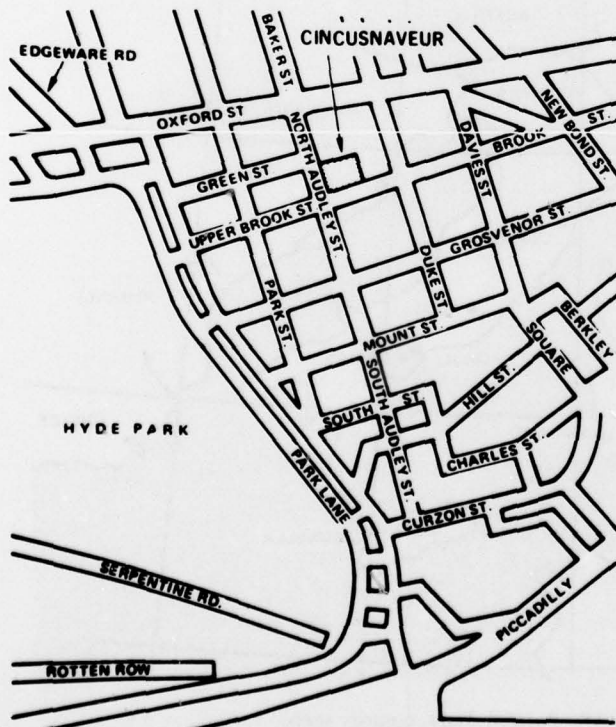 EDGEWARE RD
BAKER ST.
CINCUSNAVEUR
OXFORD ST
NORTH AUDLEY ST.
NEW BOND ST.
DAVIES ST
BROOK ST.
GREEN ST
UPPER BROOK ST
GROSVENOR ST.
DUKE ST.
PARK ST.
MOUNT ST.
BERKLEY SQUARE
SOUTH ST
HILL ST.
SOUTH AUDLEY ST.
HYDE PARK
PARK LANE
CHARLES ST.
CURZON ST.
SERPENTINE RD.
PICCADILLY
ROTTEN ROW